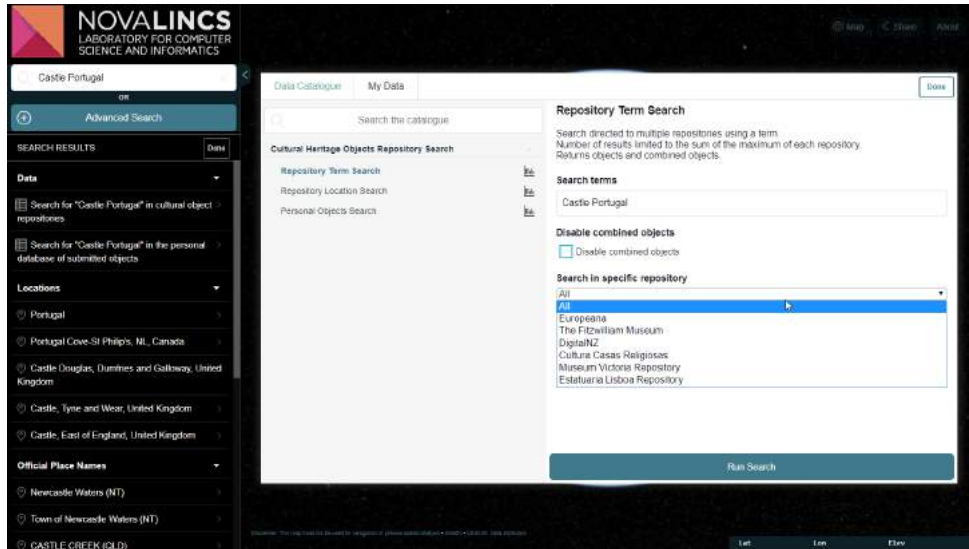 NOVALINCS
LABORATORY FOR COMPUTER
SCIENCE AND INFORMATICS
Map
Share
About
Castle Portugal
OR
Advanced Search
SEARCH RESULTS
Done
Data
Search for "Castle Portugal" in cultural object
repositories
Search for "Castle Portugal" in the personal
database of submitted objects
Locations
Portugal
Portugal Cove-St Philip's, NL, Canada
Castle Douglas, Dumfries and Galloway, United
Kingdom
Castle, Tyne and Wear, United Kingdom
Castle, East of England, United Kingdom
Official Place Names
Newcastle Waters (NT)
Town of Newcastle Waters (NT)
CASTLE CREEK (QLD)
Data Catalogue
My Data
Done
Search the catalogue
Cultural Heritage Objects Repository Search
Repository Term Search
Repository Location Search
Personal Objects Search
Repository Term Search
Search directed to multiple repositories using a term.
Number of results limited to the sum of the maximum of each repository.
Returns objects and combined objects.
Search terms
Castle Portugal
Disable combined objects
Disable combined objects
Search in specific repository
All
All
Europeana
The Fitzwilliam Museum
DigitalNZ
Cultura Casas Religiosas
Museum Victoria Repository
Estatuaria Lisboa Repository
Run Search
Lat
Lon
Elev